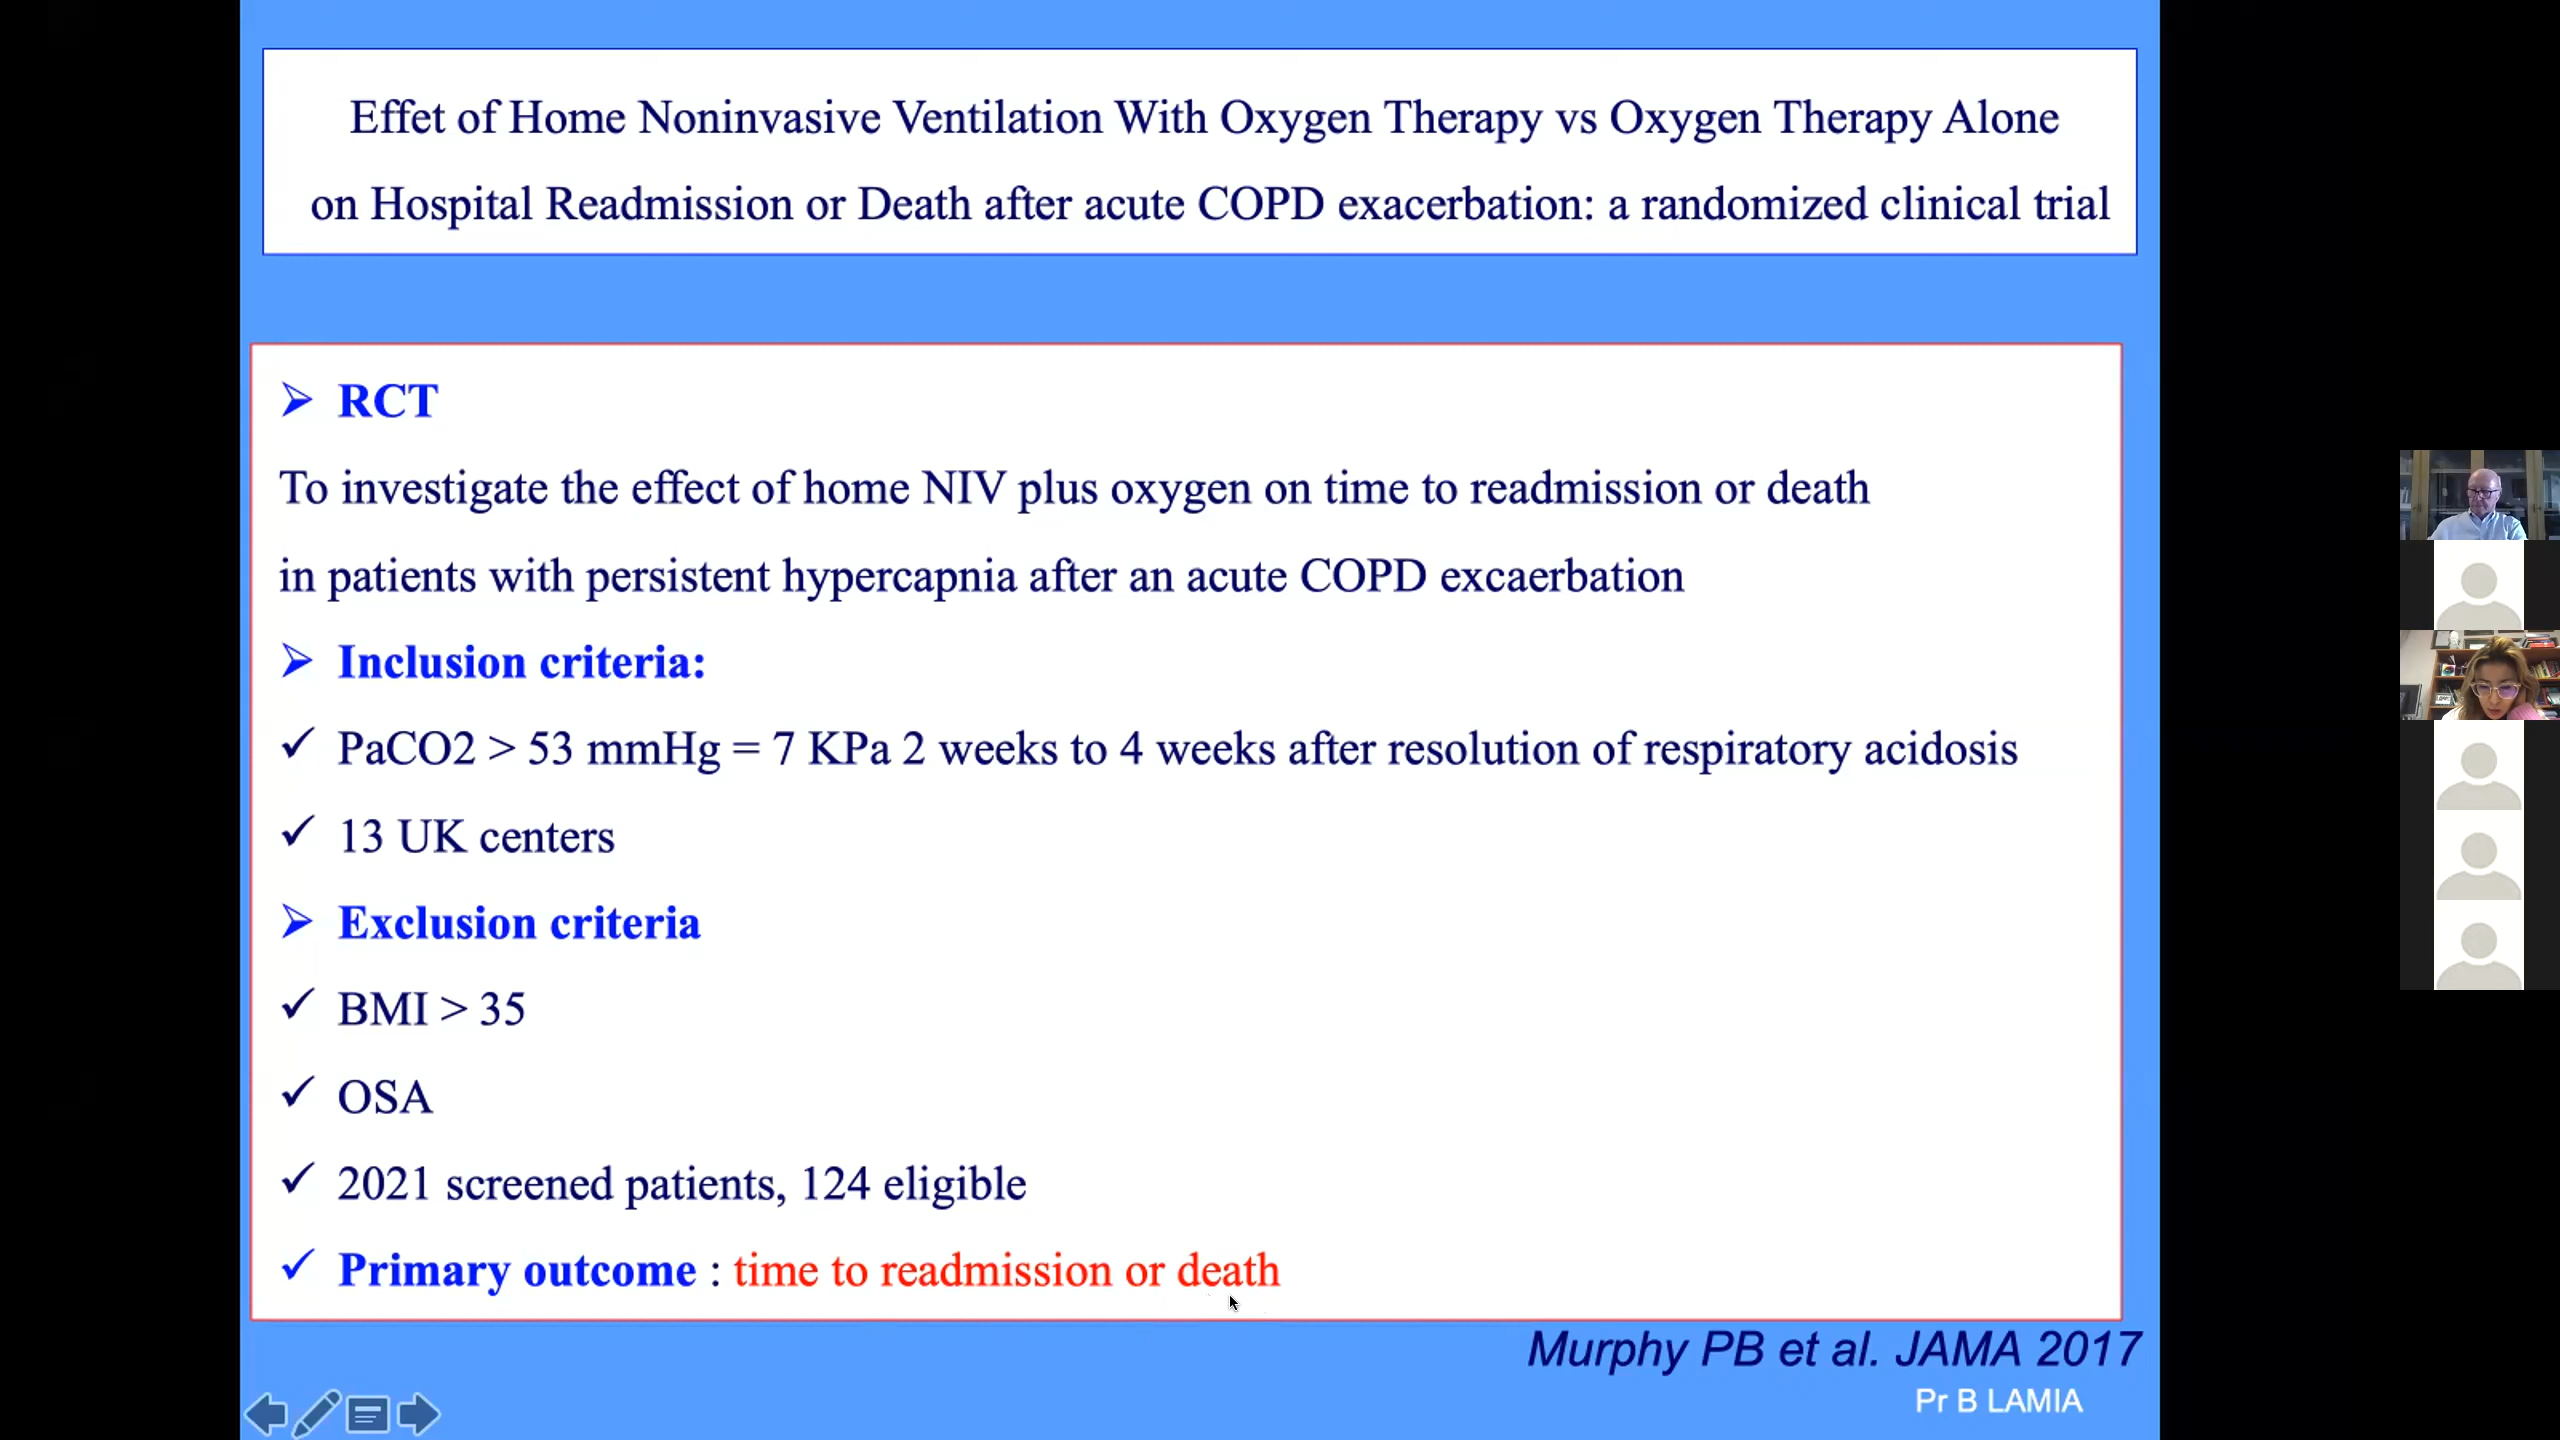 Effet of Home Noninvasive Ventilation With Oxygen Therapy vs Oxygen Therapy Alone
on Hospital Readmission or Death after acute COPD exacerbation: a randomized clinical trial
➢ RCT
To investigate the effect of home NIV plus oxygen on time to readmission or death
in patients with persistent hypercapnia after an acute COPD excaerbation
➢ Inclusion criteria:
✓ PaCO2 > 53 mmHg = 7 KPa 2 weeks to 4 weeks after resolution of respiratory acidosis
✓ 13 UK centers
➢ Exclusion criteria
✓ BMI > 35
✓ OSA
✓ 2021 screened patients, 124 eligible
✓ Primary outcome : time to readmission or death
Murphy PB et al. JAMA 2017
Pr B LAMIA